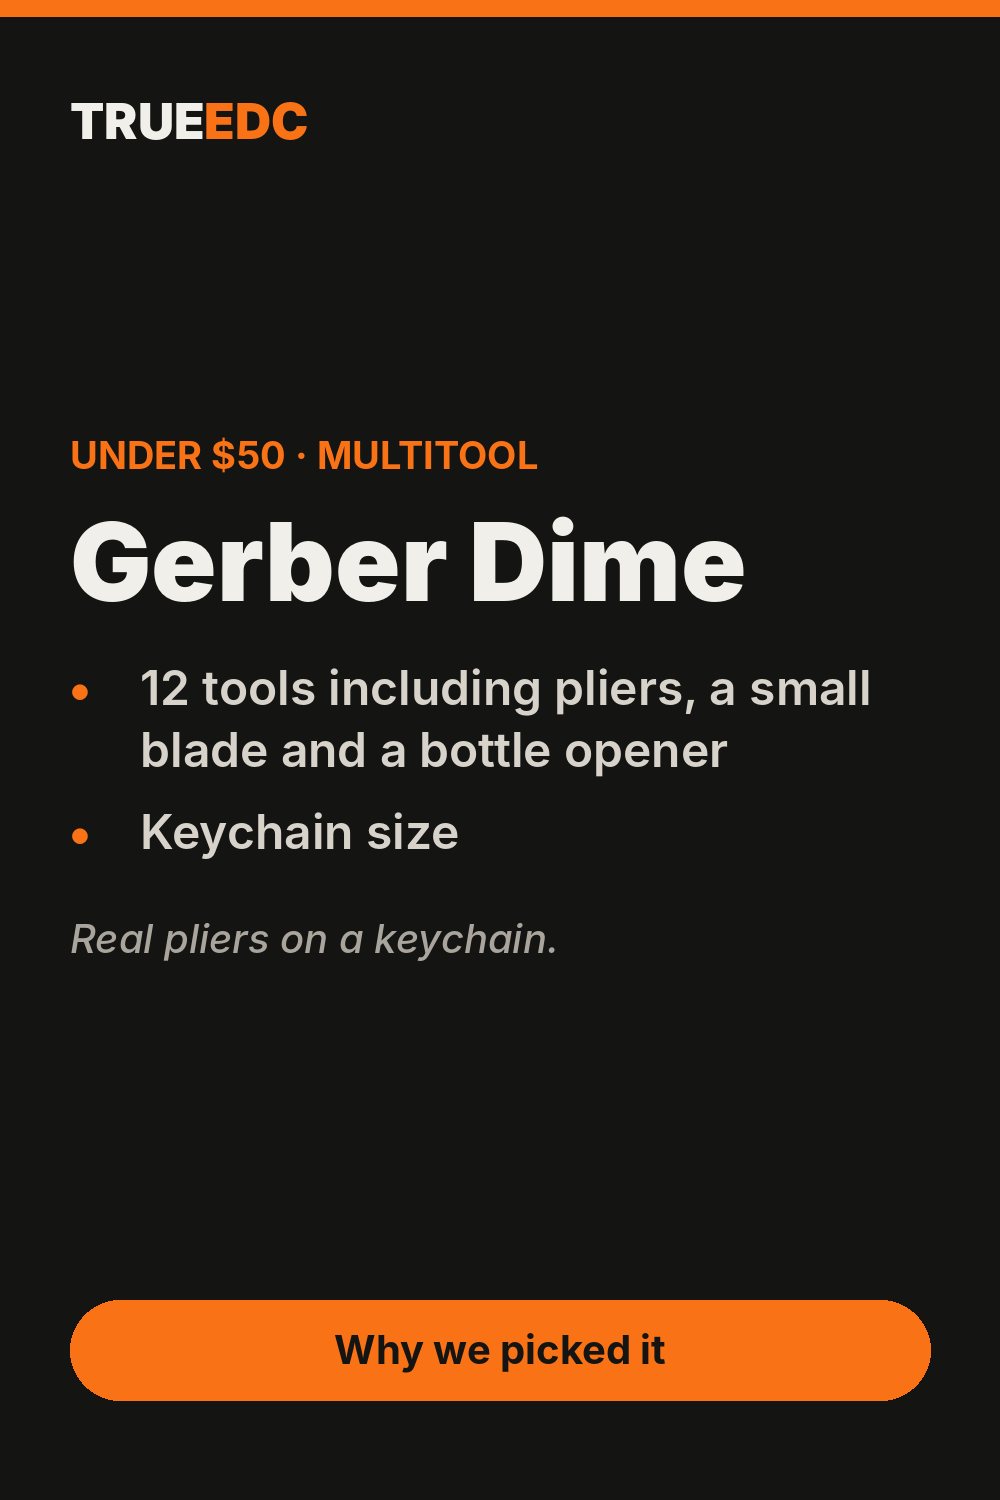 TRUEEDC
UNDER $50 · MULTITOOL
Gerber Dime
• 12 tools including pliers, a small
blade and a bottle opener
• Keychain size
Real pliers on a keychain.
Why we picked it